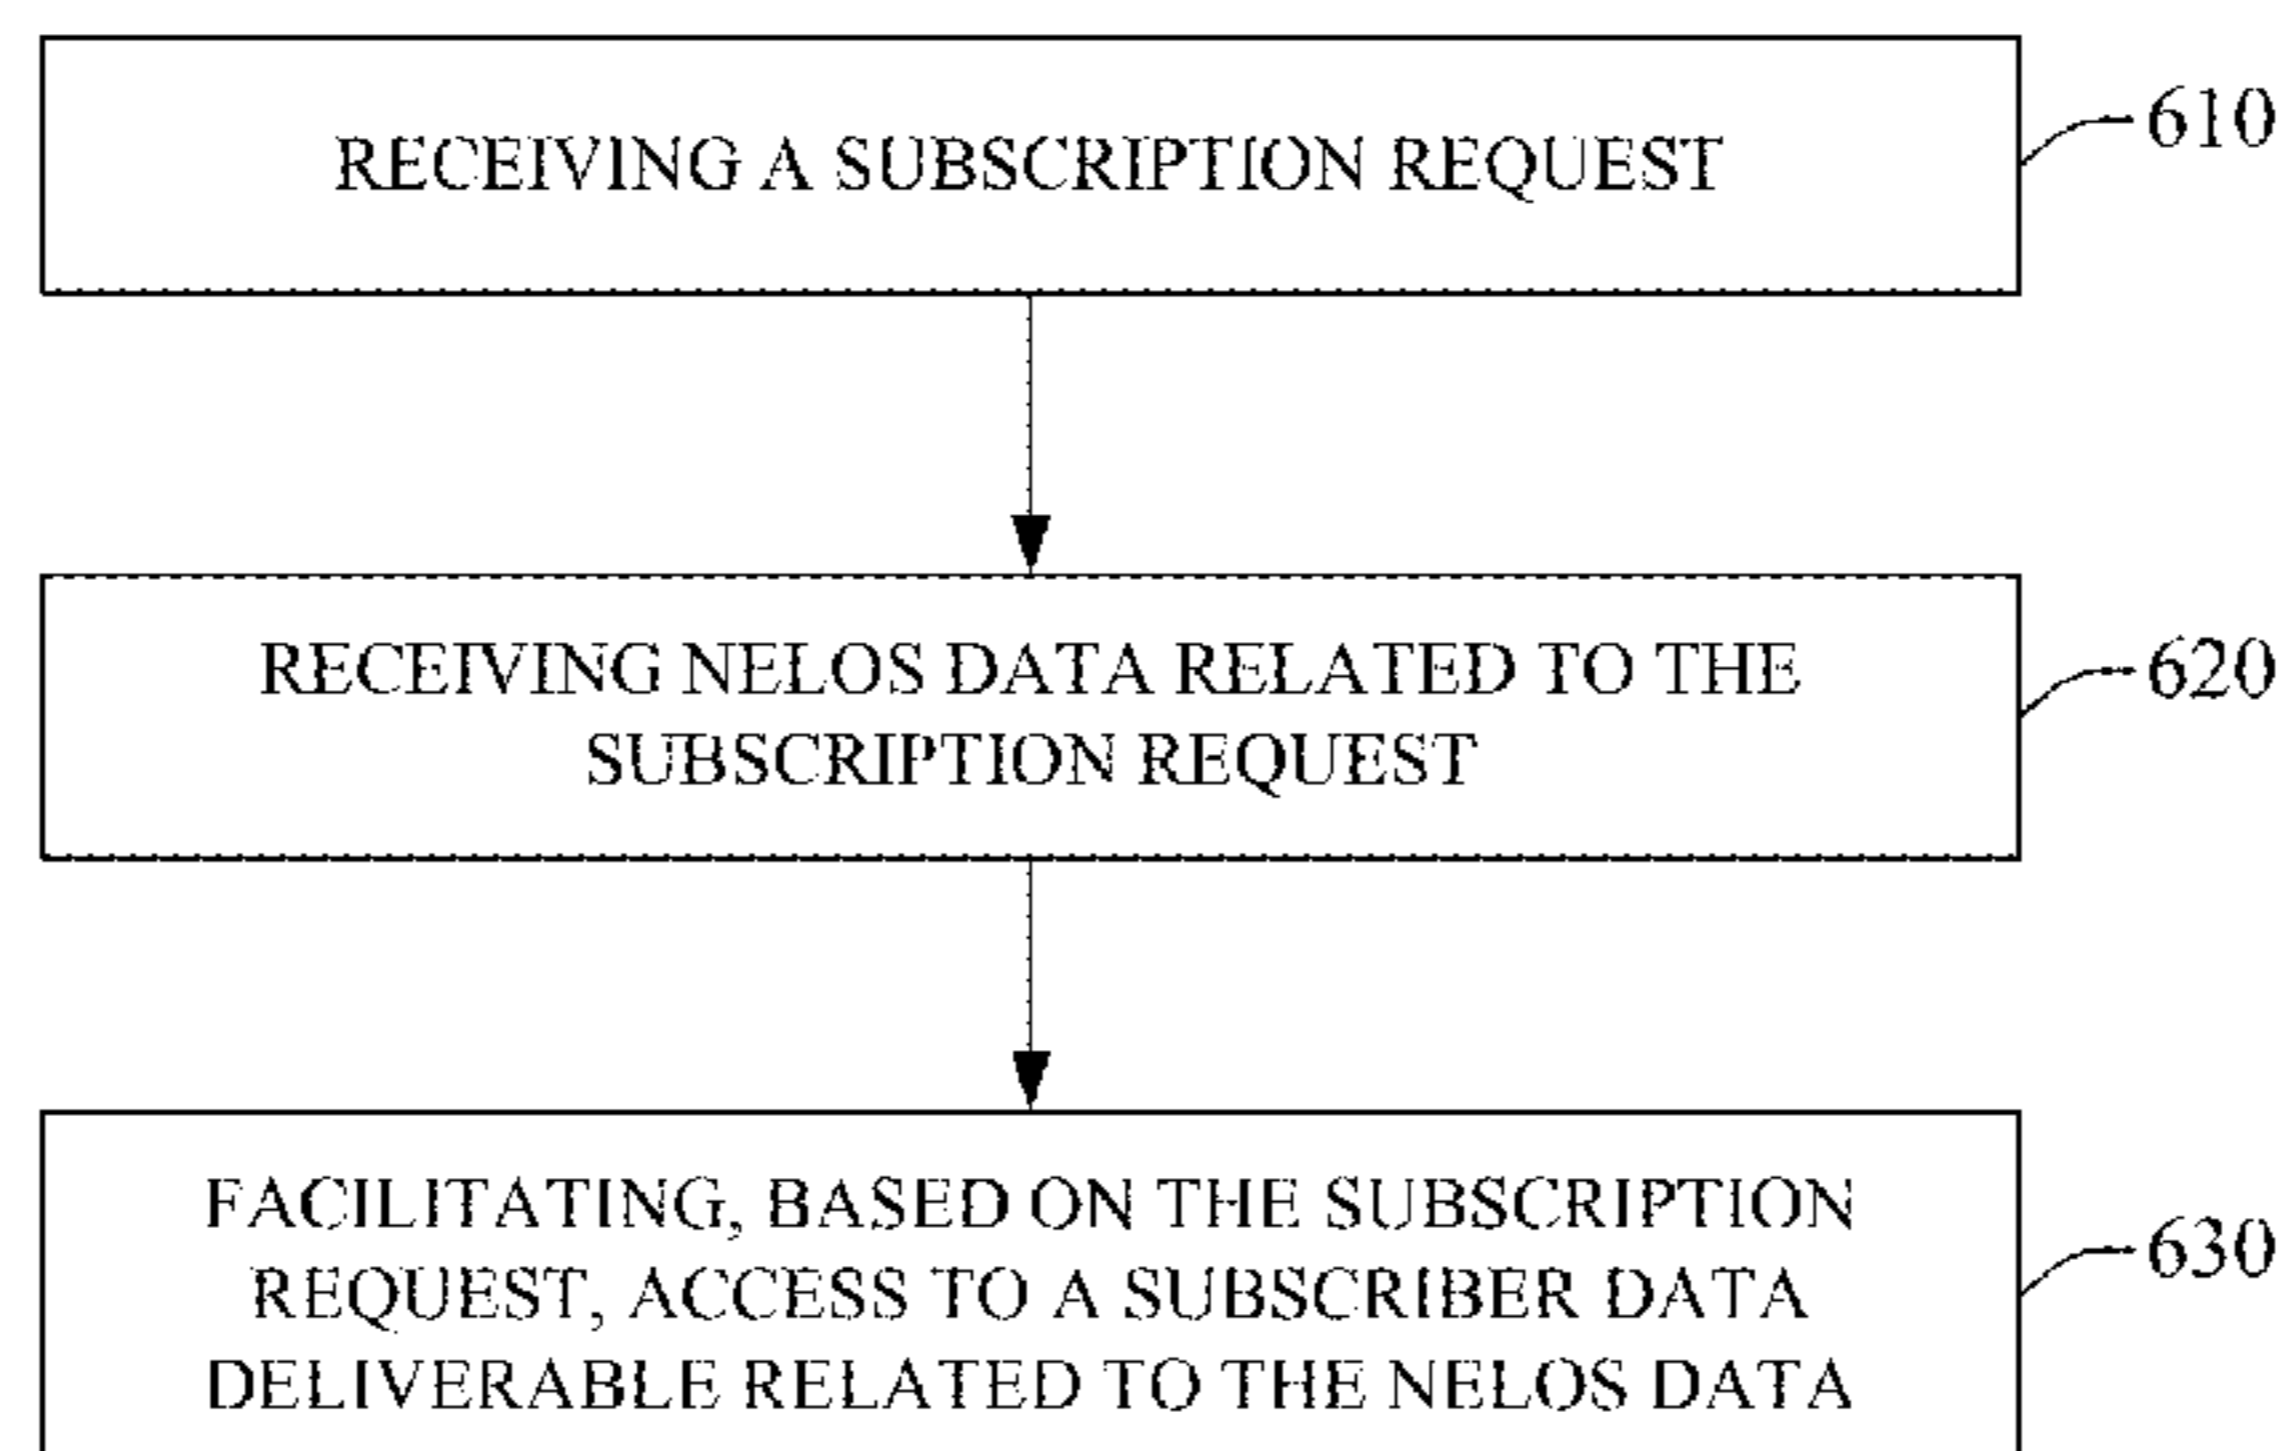 RECEIVING A SUBSCRIPTION REQUEST
610
RECEIVING NELOS DATA RELATED TO THE
SUBSCRIPTION REQUEST
620
FACILITATING, BASED ON THE SUBSCRIPTION
REQUEST, ACCESS TO A SUBSCRIBER DATA
DELIVERABLE RELATED TO THE NELOS DATA
630